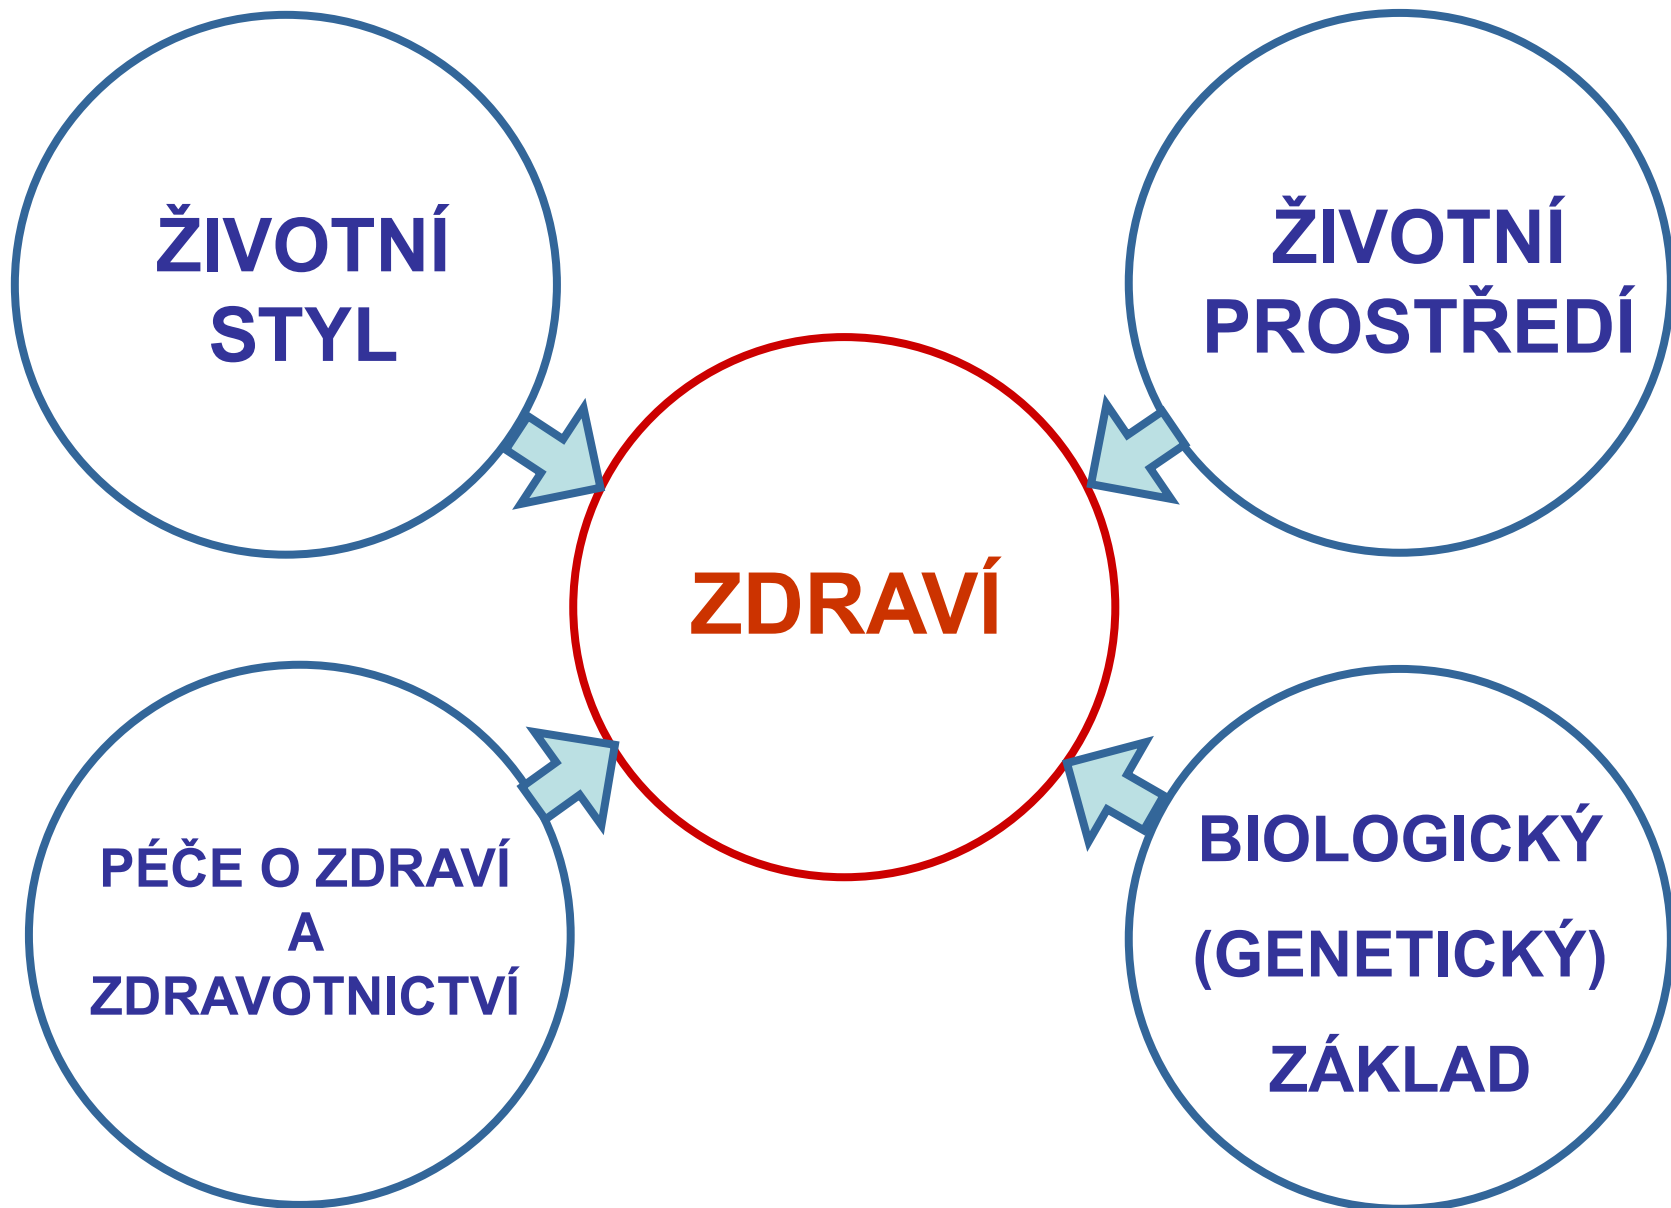 ŽIVOTNÍ
STYL
ŽIVOTNÍ
PROSTŘEDÍ
ZDRAVÍ
PÉČE O ZDRAVÍ
A
ZDRAVOTNICTVÍ
BIOLOGICKÝ
(GENETICKÝ)
ZÁKLAD